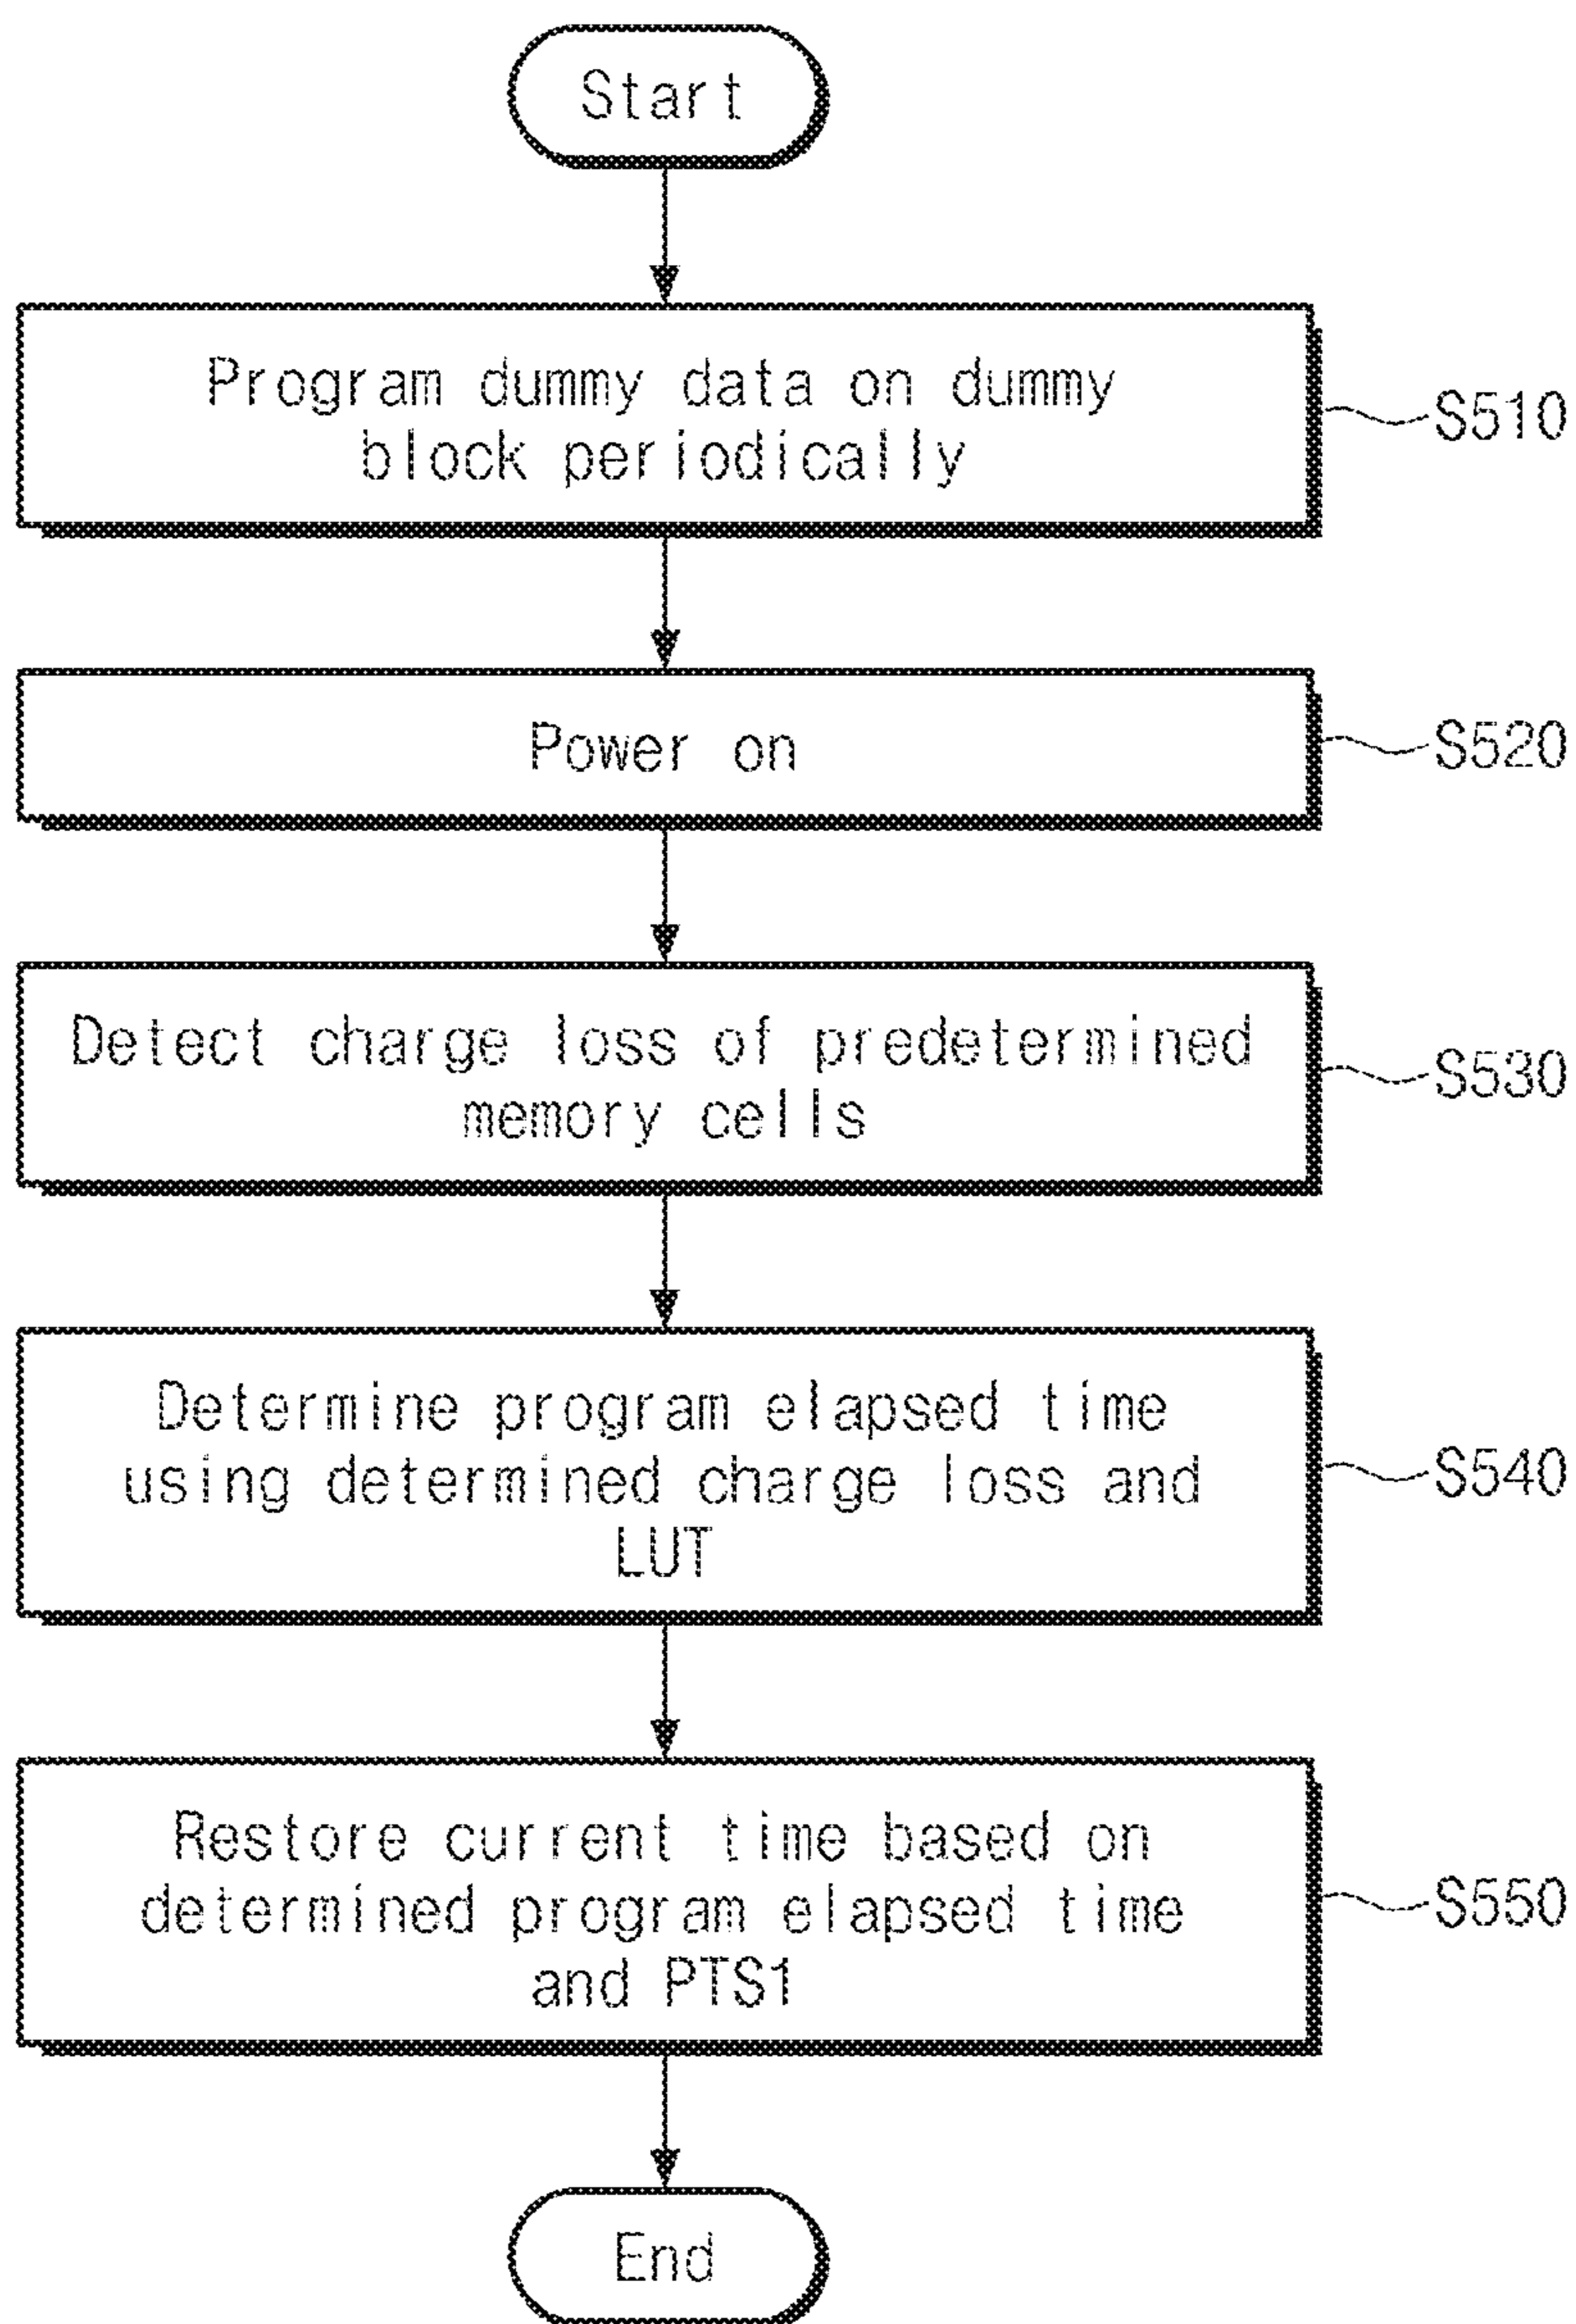 Start
Program dummy data on dummy
block periodically
S510
Power on
S520
Detect charge loss of predetermined
memory cells
S530
Determine program elapsed time
using determined charge loss and
LUT
S540
Restore current time based on
determined program elapsed time
and PTS1
S550
End